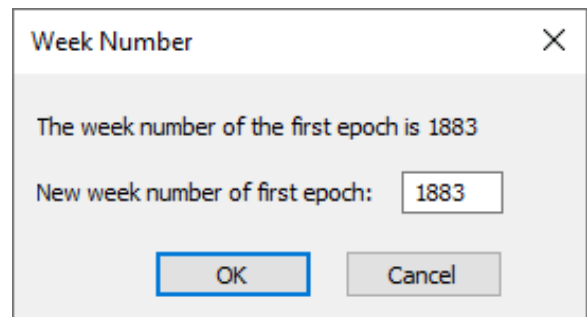 Week Number
The week number of the first epoch is 1883
New week number of first epoch: 1883
OK Cancel